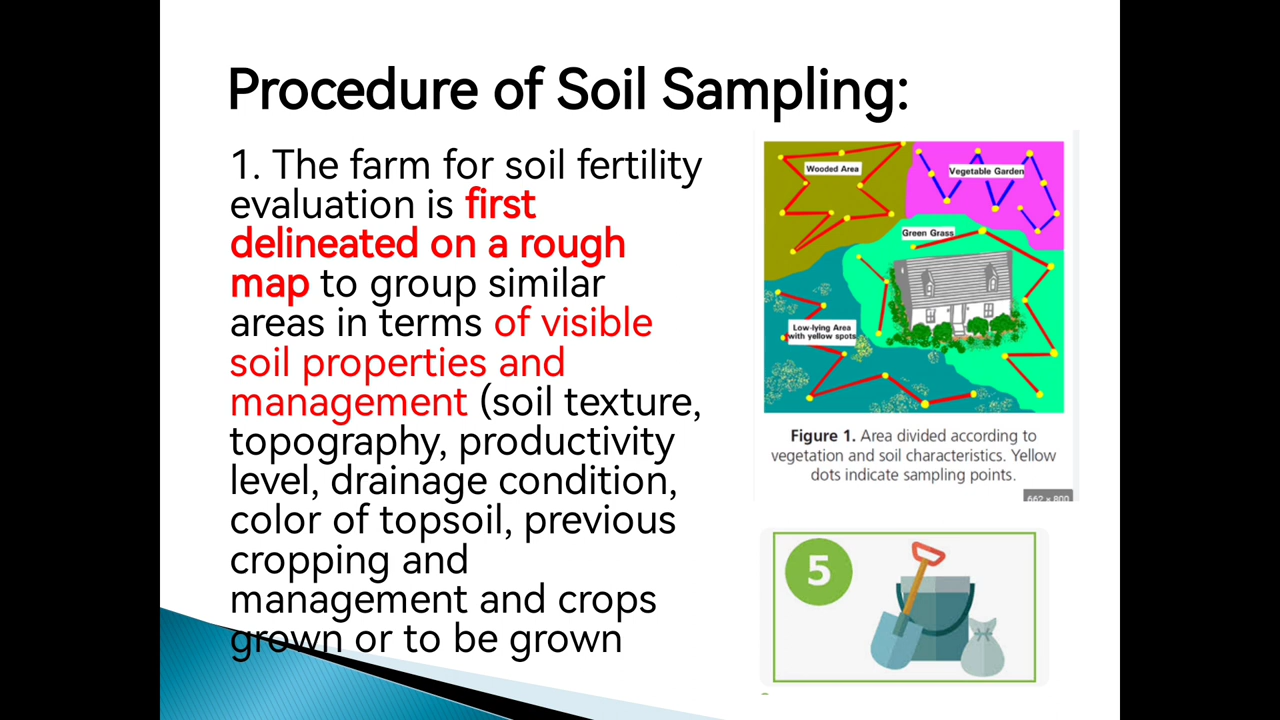 Procedure of Soil Sampling:
1. The farm for soil fertility
evaluation is first
delineated on a rough
map to group similar
areas in terms of visible
soil properties and
management (soil texture,
topography, productivity
level, drainage condition,
color of topsoil, previous
cropping and
management and crops
grown or to be grown
Wooded Area
Vegetable Garden
Green Grass
Low-lying Area
with yellow spots
Figure 1. Area divided according to
vegetation and soil characteristics. Yellow
dots indicate sampling points.
662 × 800
5